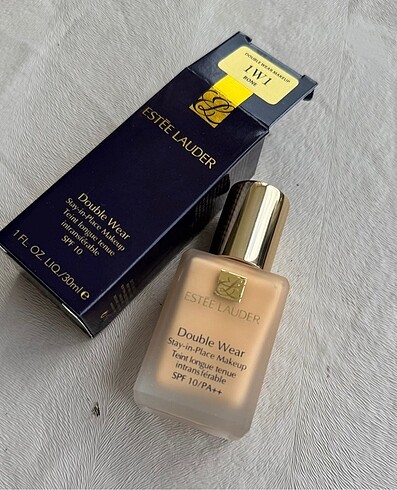 DOUBLE WEAR MAKEUP
1W1
BONE
ESTĒE LAUDER
Double Wear
Stay-in-Place Makeup
Teint longue tenue
intransférable
SPF 10
1 FL. OZ. LIQ./30ml e
ESTĒE LAUDER
Double Wear
Stay-in-Place Makeup
Teint longue tenue
intransférable
SPF 10/PA++